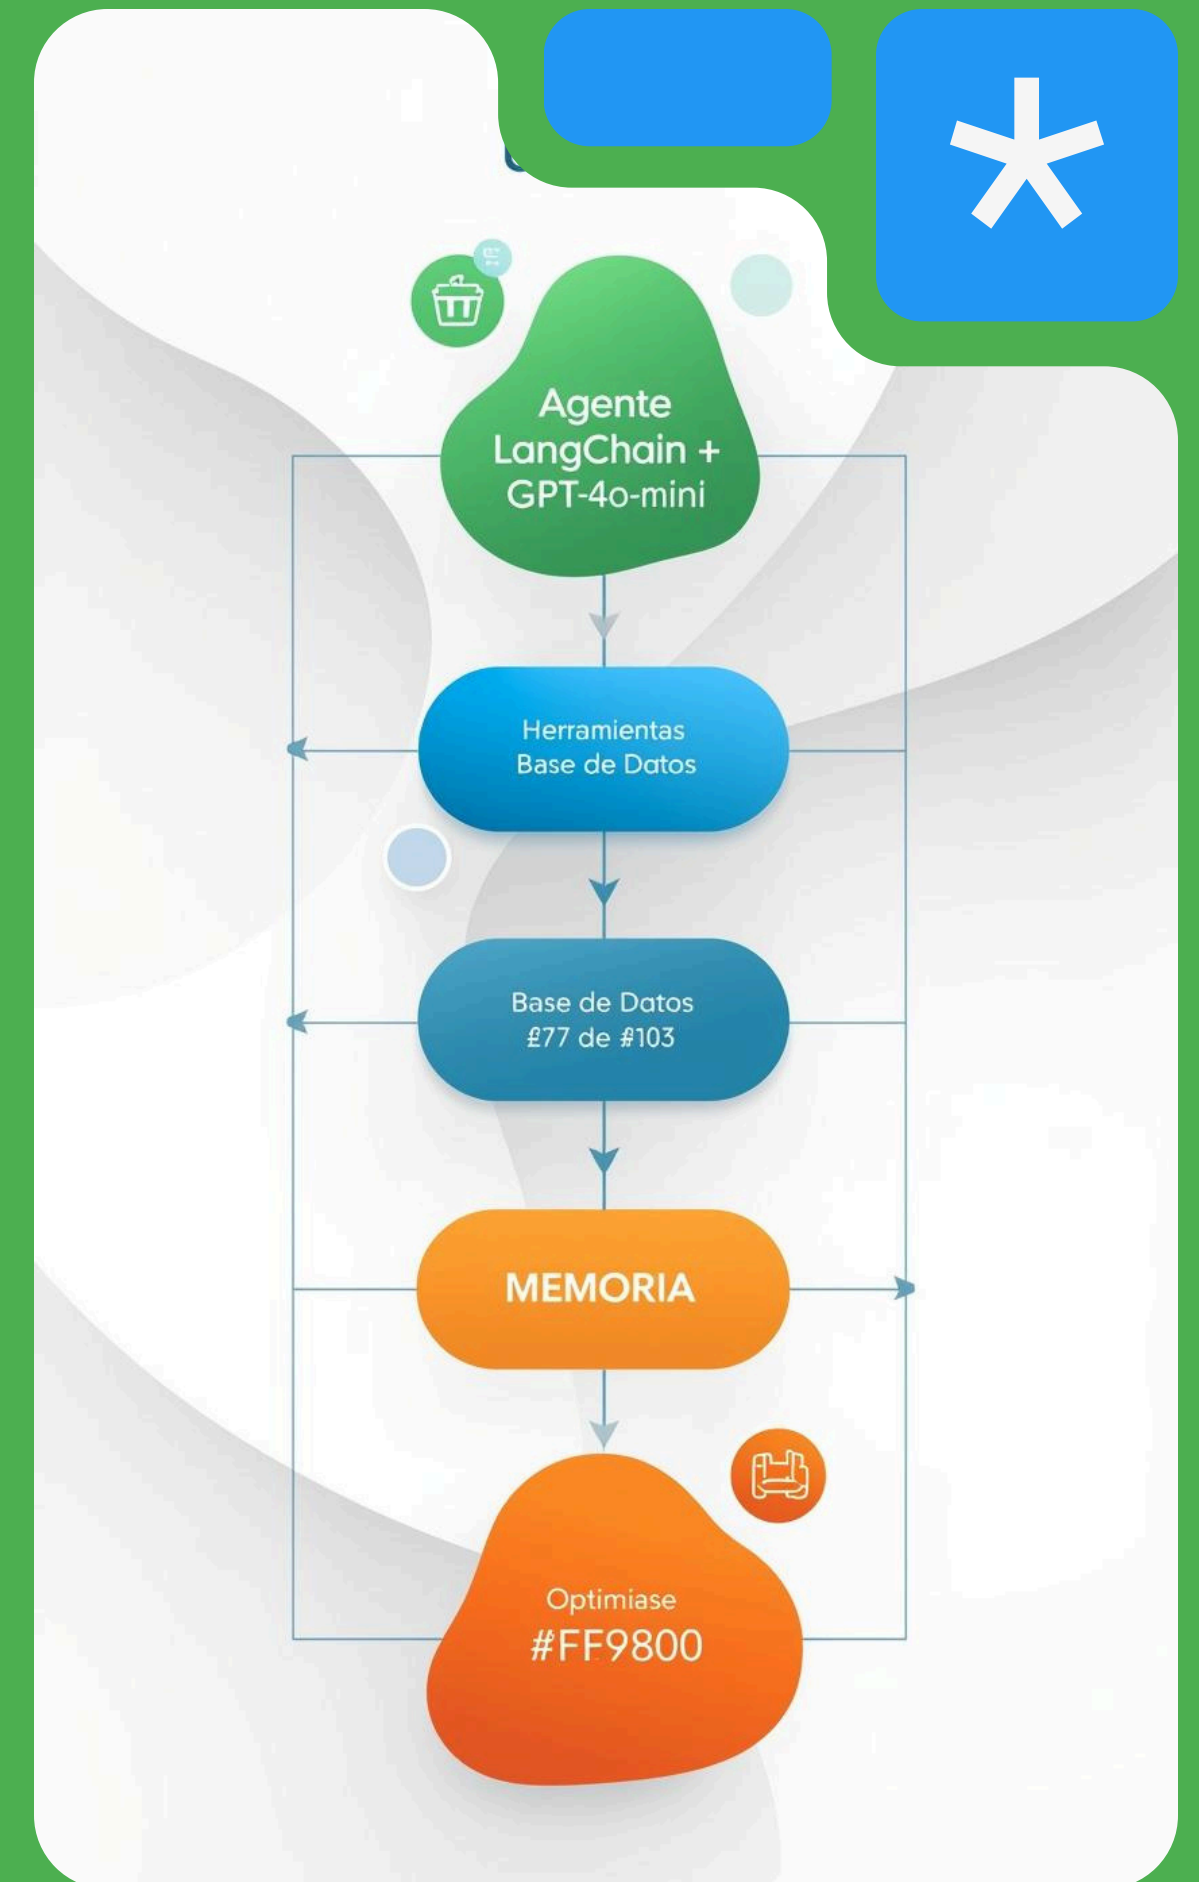 Agente
LangChain +
GPT-4o-mini
Herramientas
Base de Datos
Base de Datos
£77 de #103
MEMORIA
Optimiase
#FF9800